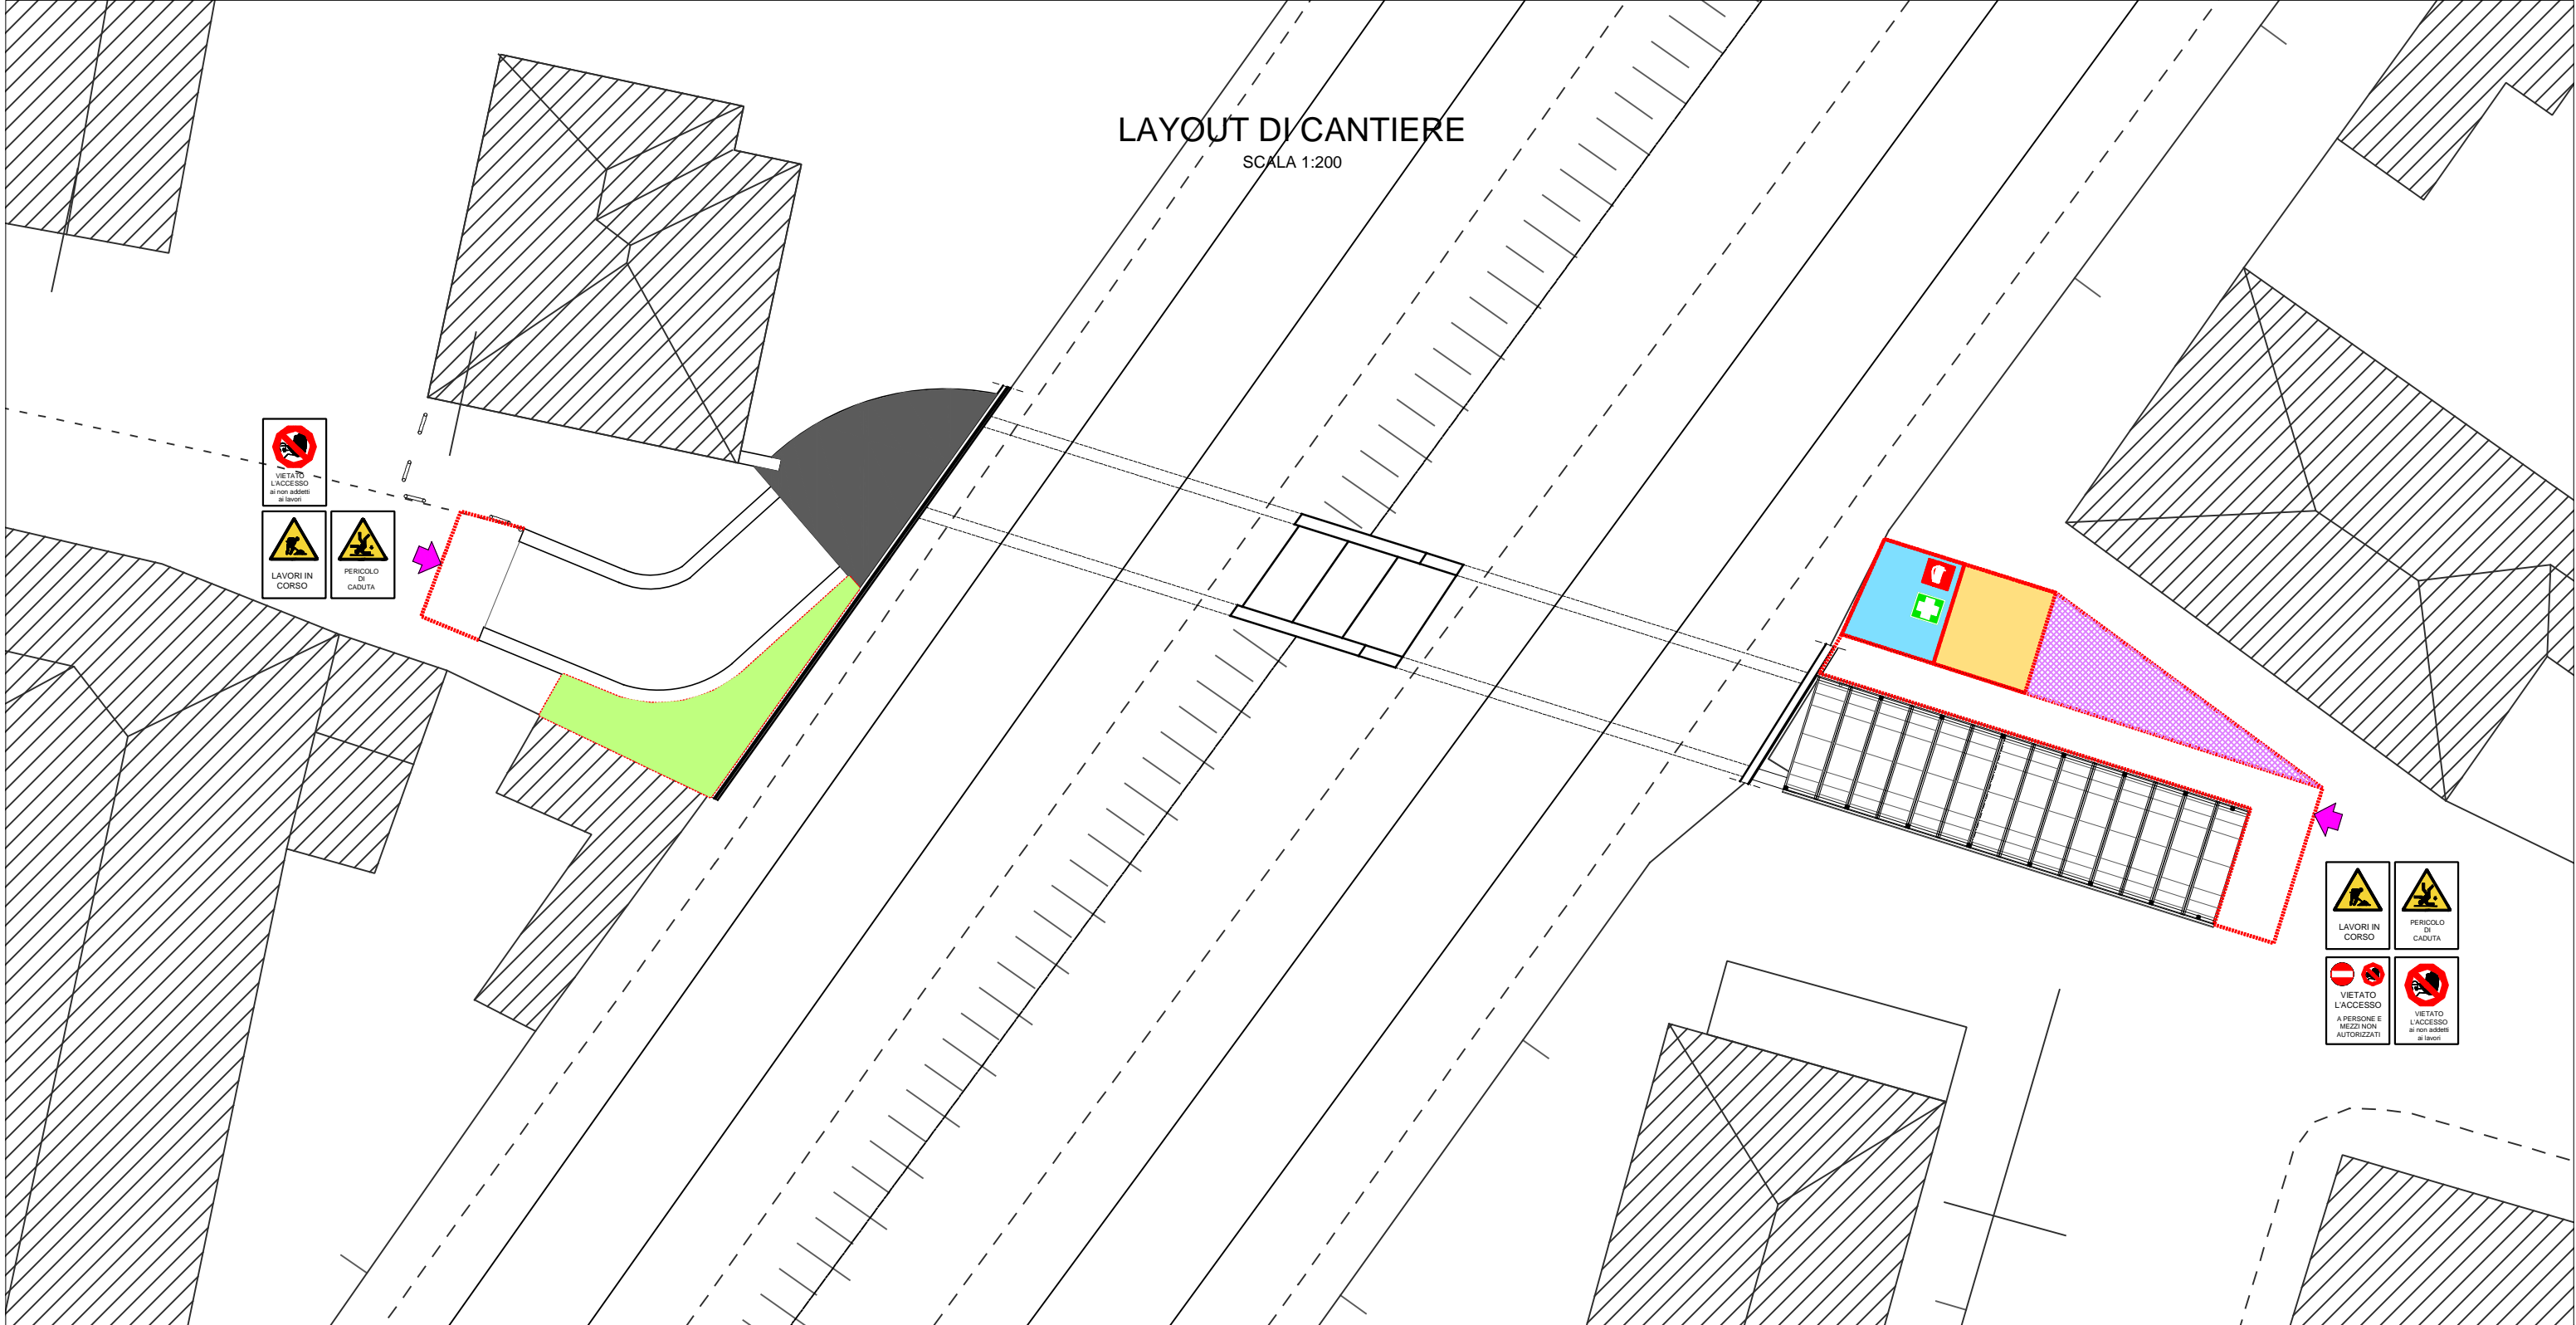 LAYOUT DI CANTIERE
SCALA 1:200
VIETATO
L'ACCESSO
ai non addetti
ai lavori
LAVORI IN
CORSO
PERICOLO
DI
CADUTA
LAVORI IN
CORSO
PERICOLO
DI
CADUTA
VIETATO
L'ACCESSO
A PERSONE E
MEZZI NON
AUTORIZZATI
VIETATO
L'ACCESSO
ai non addetti
ai lavori